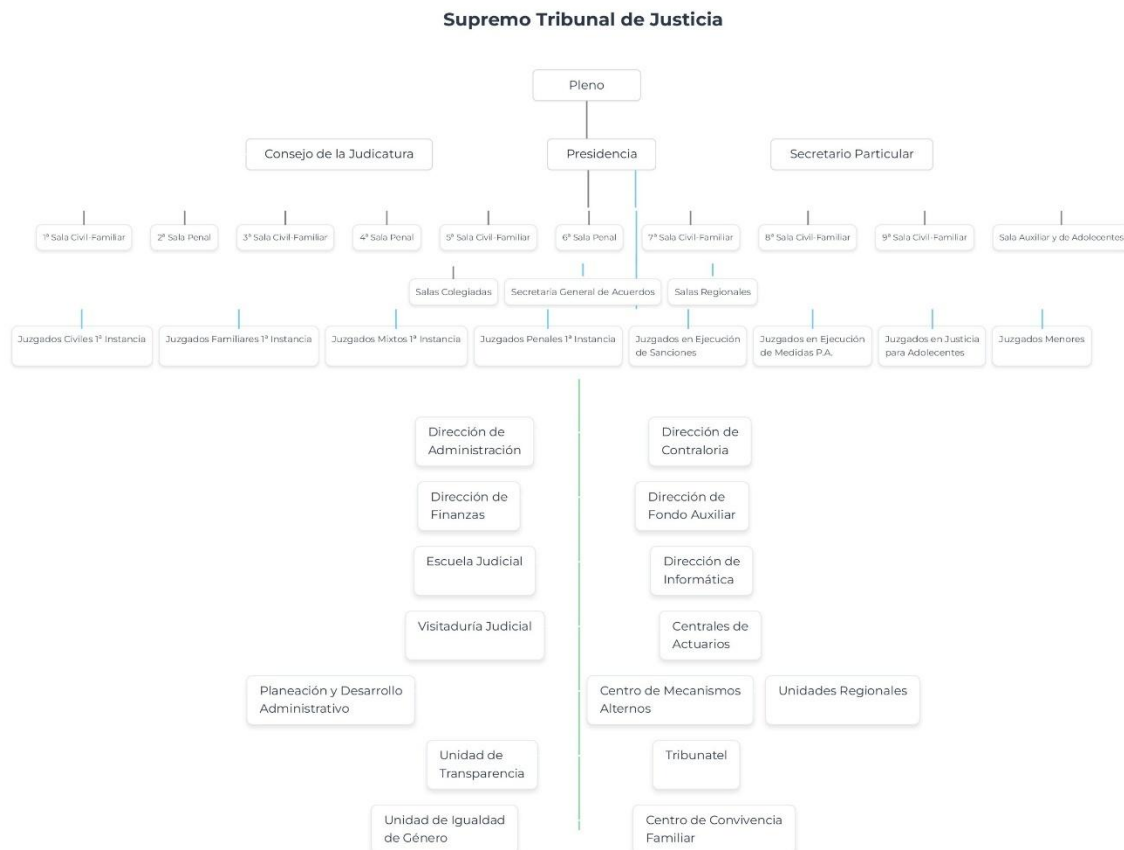 Supremo Tribunal de Justicia
Pleno
Consejo de la Judicatura
Presidencia
Secretario Particular
1ª Sala Civil-Familiar
2ª Sala Penal
3ª Sala Civil-Familiar
4ª Sala Penal
5ª Sala Civil-Familiar
6ª Sala Penal
7ª Sala Civil-Familiar
8ª Sala Civil-Familiar
9ª Sala Civil-Familiar
Sala Auxiliar y de Adolecentes
Salas Colegiadas
Secretaría General de Acuerdos
Salas Regionales
Juzgados Civiles 1ª Instancia
Juzgados Familiares 1ª Instancia
Juzgados Mixtos 1ª Instancia
Juzgados Penales 1ª Instancia
Juzgados en Ejecución
de Sanciones
Juzgados en Ejecución
de Medidas P.A.
Juzgados en Justicia
para Adolecentes
Juzgados Menores
Dirección de
Administración
Dirección de
Contraloria
Dirección de
Finanzas
Dirección de
Fondo Auxiliar
Escuela Judicial
Dirección de
Informática
Visitaduría Judicial
Centrales de
Actuarios
Planeación y Desarrollo
Administrativo
Centro de Mecanismos
Alternos
Unidades Regionales
Unidad de
Transparencia
Tribunatel
Unidad de Igualdad
de Género
Centro de Convivencia
Familiar